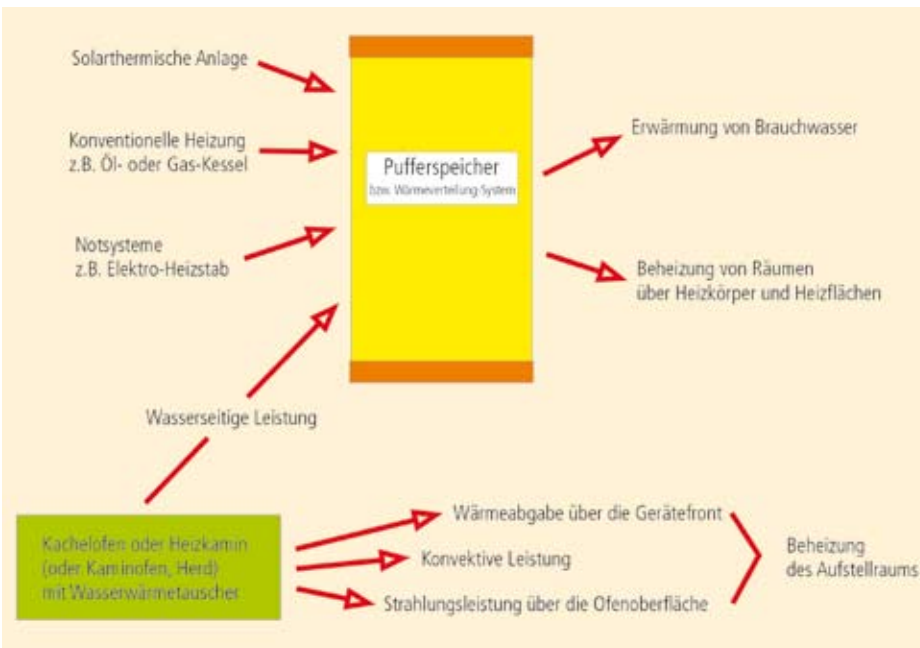 Solarthermische Anlage
Konventionelle Heizung
z.B. Öl- oder Gas-Kessel
Notsysteme
z.B. Elektro-Heizstab
Pufferspeicher
bzw. Wärmeverteilung-System
Erwärmung von Brauchwasser
Beheizung von Räumen
über Heizkörper und Heizflächen
Wasserseitige Leistung
Kachelofen oder Heizkamin
(oder Kaminofen, Herd)
mit Wasserwärmetauscher
Wärmeabgabe über die Gerätefront
Konvektive Leistung
Strahlungsleistung über die Ofenoberfläche
Beheizung
des Aufstellraums